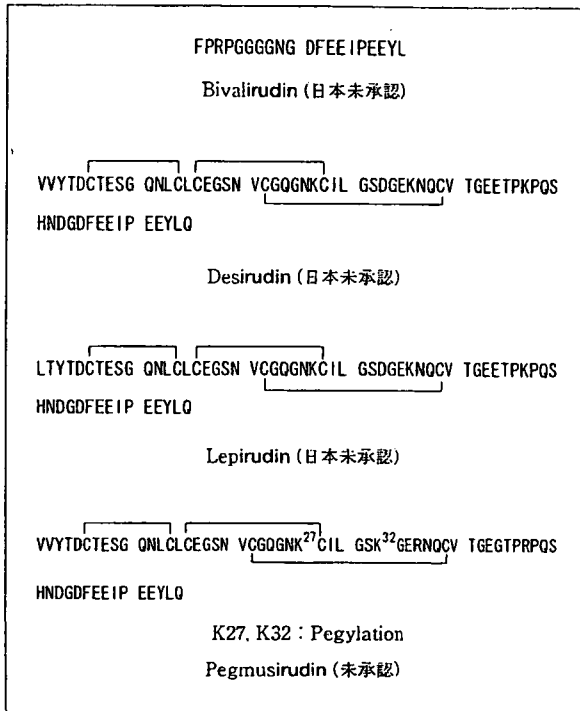 FPRPGGGGNG DFEEIPEEYL
Bivalirudin (日本未承認)
VVYTDCTESG QNLCLCEGSN VCGQGNKCIL GSDGEKNQCV TGEETPKPQS
HNDGDFEEIP EEYLQ
Desirudin (日本未承認)
LTYTDCTESG QNLCLCEGSN VCGQGNKCIL GSDGEKNQCV TGEETPKPQS
HNDGDFEEIP EEYLQ
Lepirudin (日本未承認)
VVYTDCTESG QNLCLCEGSN VCGQGNK²⁷CIL GSK³²GERNQCV TGEGTPRPQS
HNDGDFEEIP EEYLQ
K27, K32：Pegylation
Pegmusirudin (未承認)